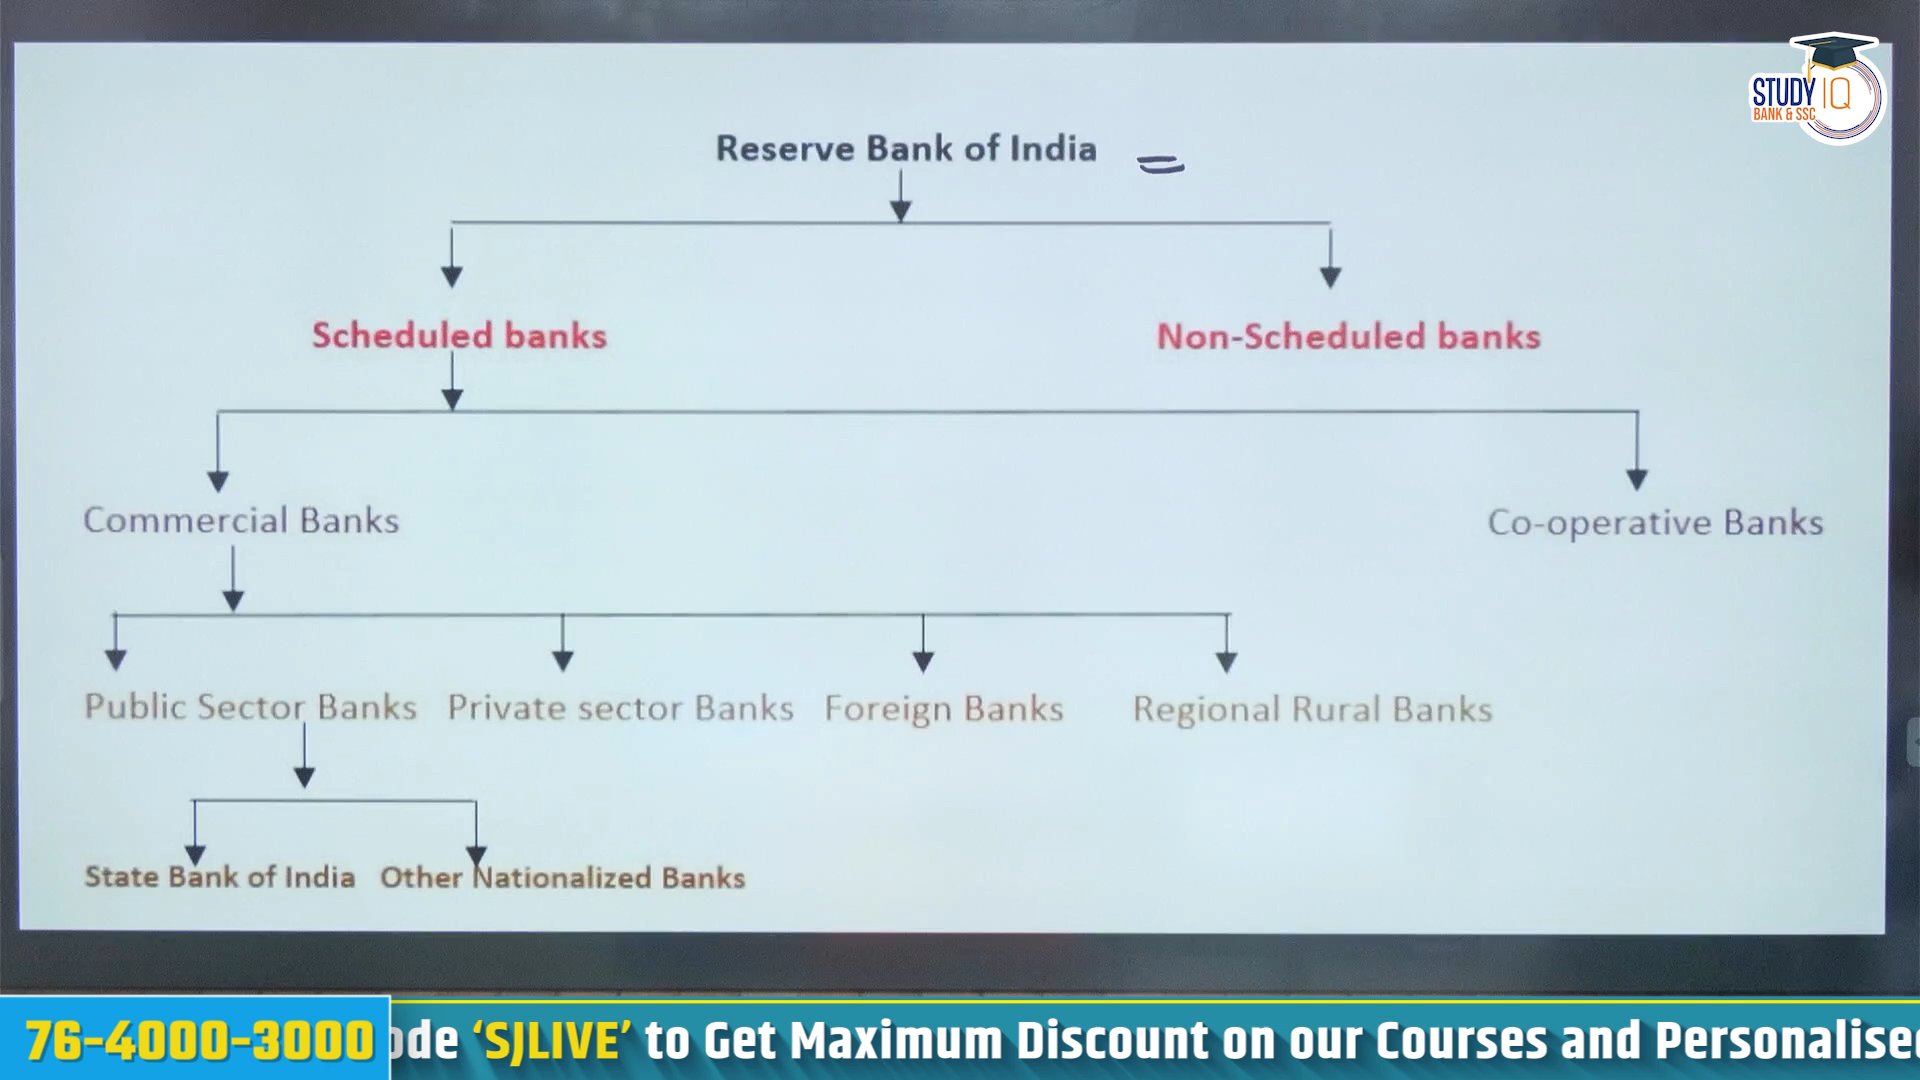 STUDY IQ
BANK & SSC
Reserve Bank of India
Scheduled banks
Non-Scheduled banks
Commercial Banks
Co-operative Banks
Public Sector Banks
Private sector Banks
Foreign Banks
Regional Rural Banks
State Bank of India
Other Nationalized Banks
76-4000-3000
ode ‘SJLIVE’ to Get Maximum Discount on our Courses and Personalise